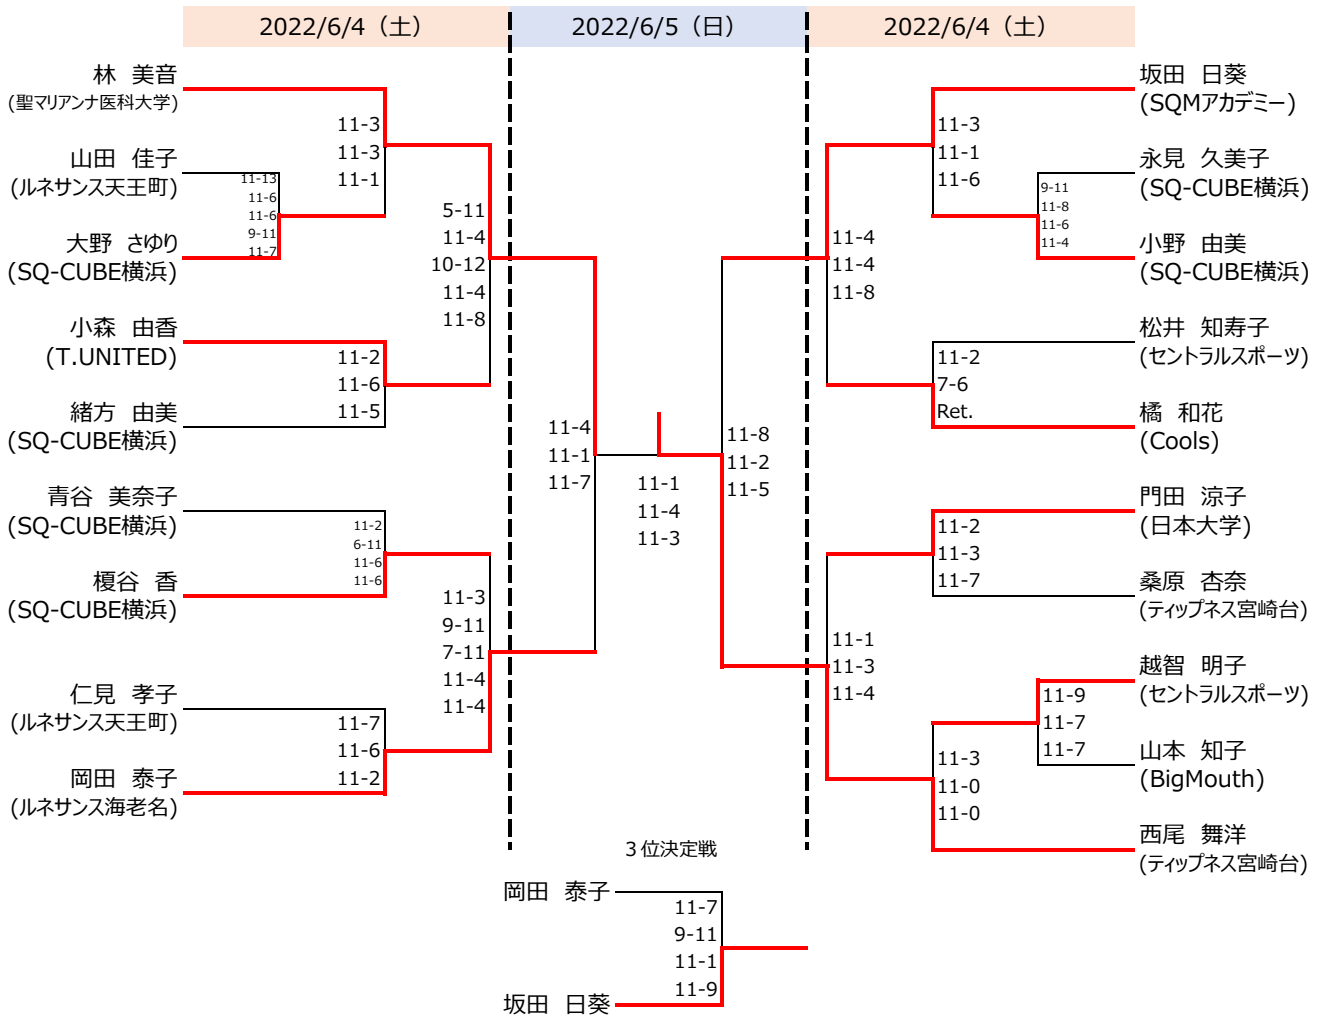 2022/6/4（土）
2022/6/5（日）
2022/6/4（土）
林　美音
(聖マリアンナ医科大学)
山田　佳子
(ルネサンス天王町)
大野　さゆり
(SQ-CUBE横浜)
小森　由香
(T.UNITED)
緒方　由美
(SQ-CUBE横浜)
青谷　美奈子
(SQ-CUBE横浜)
榎谷　香
(SQ-CUBE横浜)
仁見　孝子
(ルネサンス天王町)
岡田　泰子
(ルネサンス海老名)
11-3
11-3
11-1
11-13
11-6
11-6
9-11
11-7
11-2
11-6
11-5
11-2
6-11
11-6
11-6
11-7
11-6
11-2
5-11
11-4
10-12
11-4
11-8
11-3
9-11
7-11
11-4
11-4
11-4
11-1
11-7
11-1
11-4
11-3
11-8
11-2
11-5
11-4
11-4
11-8
11-1
11-3
11-4
11-3
11-1
11-6
9-11
11-8
11-6
11-4
11-2
7-6
Ret.
11-2
11-3
11-7
11-9
11-7
11-7
11-3
11-0
11-0
坂田　日葵
(SQMアカデミー)
永見　久美子
(SQ-CUBE横浜)
小野　由美
(SQ-CUBE横浜)
松井　知寿子
(セントラルスポーツ)
橘　和花
(Cools)
門田　涼子
(日本大学)
桑原　杏奈
(ティップネス宮崎台)
越智　明子
(セントラルスポーツ)
山本　知子
(BigMouth)
西尾　舞洋
(ティップネス宮崎台)
３位決定戦
岡田　泰子
11-7
9-11
11-1
11-9
坂田　日葵